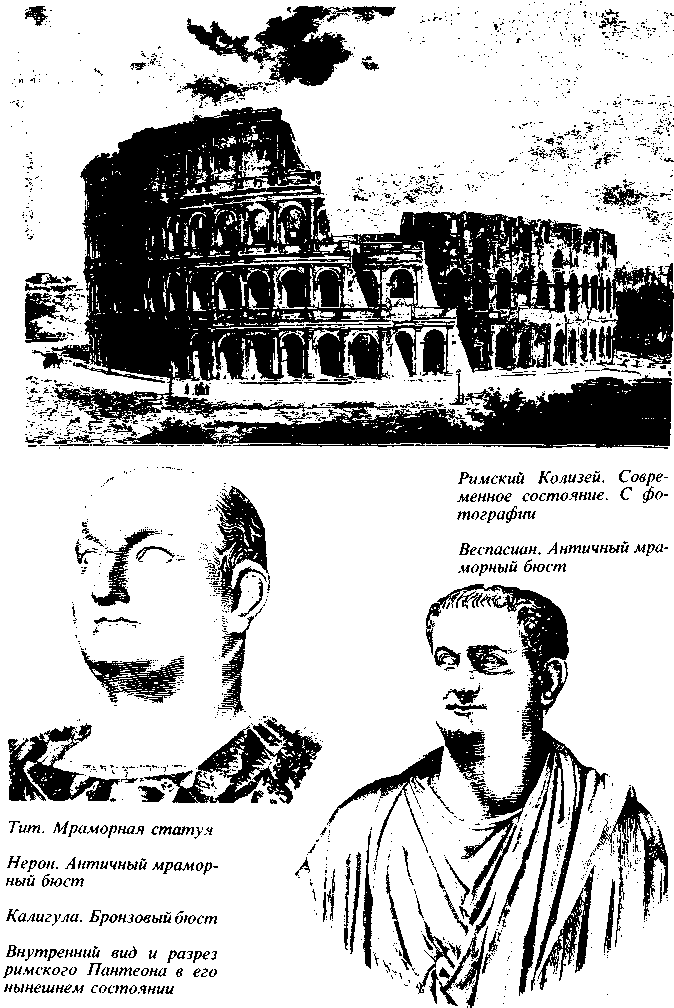 Римский Колизей. Совре-
менное состояние. С фо-
тографии
Веспасиан. Античный мра-
морный бюст
Тит. Мраморная статуя
Нерон. Античный мрамор-
ный бюст
Калигула. Бронзовый бюст
Внутренний вид и разрез
римского Пантеона в его
нынешнем состоянии